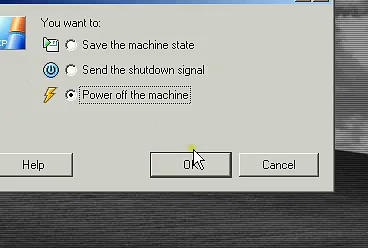 You want to:
Save the machine state
Send the shutdown signal
Power off the machine
Help
OK
Cancel